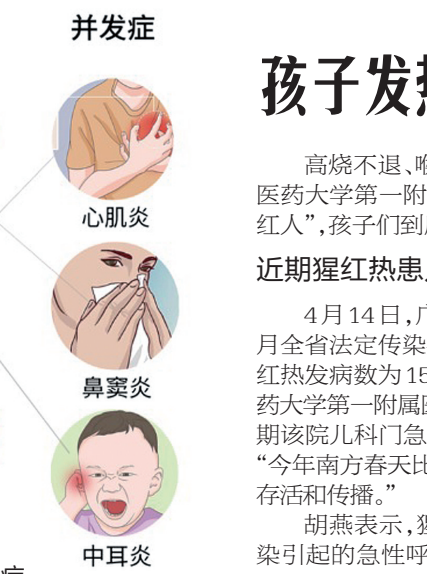 并发症
心肌炎
鼻窦炎
中耳炎
孩子发
高烧不退、喉
医药大学第一附
红人”,孩子们到
近期猩红热患
4月14日,广
月全省法定传染
红热发病数为15
药大学第一附属医
期该院儿科门急
“今年南方春天比
存活和传播。”
胡燕表示,猩
染引起的急性呼